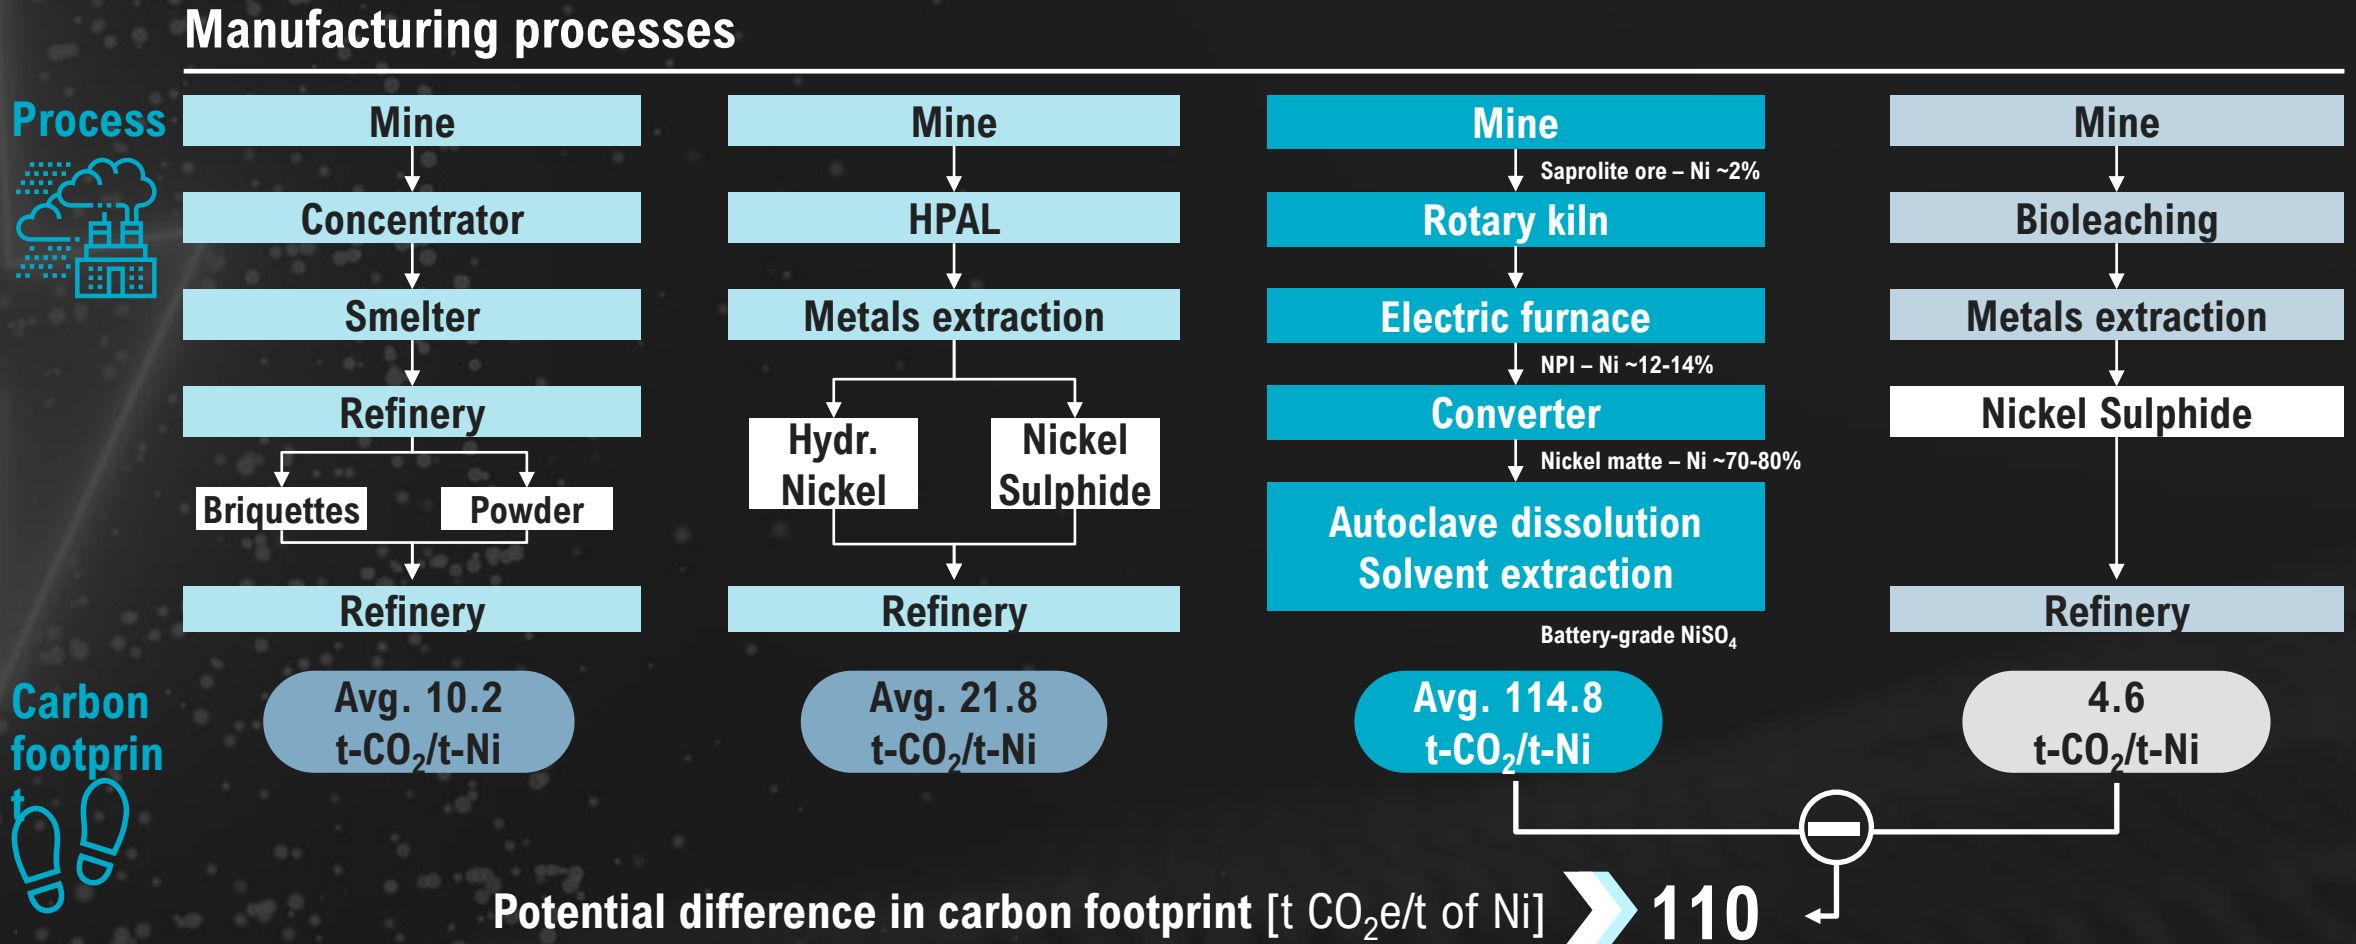 Manufacturing processes
Process
Mine
Concentrator
Smelter
Refinery
Briquettes
Powder
Refinery
Mine
HPAL
Metals extraction
Hydr.
Nickel
Nickel
Sulphide
Refinery
Mine
Saprolite ore – Ni ~2%
Rotary kiln
Electric furnace
NPI – Ni ~12-14%
Converter
Nickel matte – Ni ~70-80%
Autoclave dissolution
Solvent extraction
Battery-grade NiSO₄
Mine
Bioleaching
Metals extraction
Nickel Sulphide
Refinery
Carbon
footprin
t
Avg. 10.2
t-CO₂/t-Ni
Avg. 21.8
t-CO₂/t-Ni
Avg. 114.8
t-CO₂/t-Ni
4.6
t-CO₂/t-Ni
Potential difference in carbon footprint [t CO₂e/t of Ni] 110